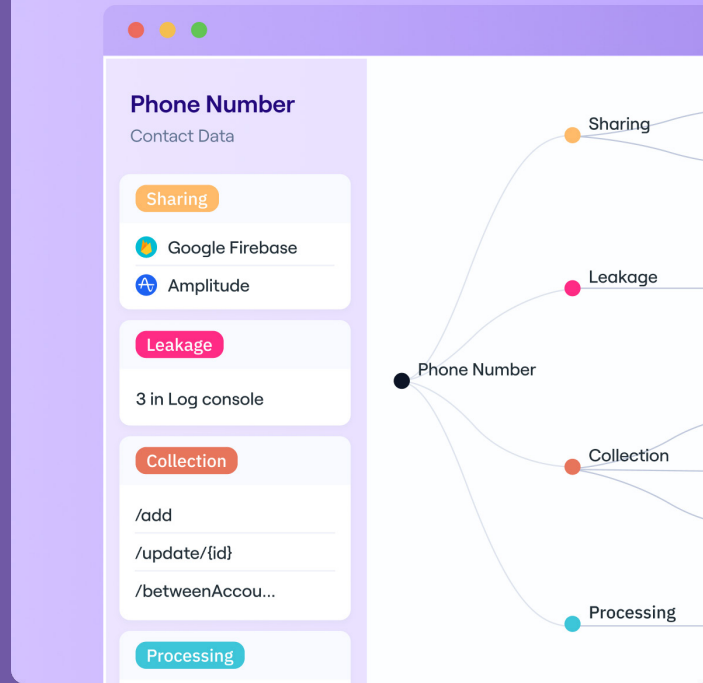 Phone Number
Contact Data
Sharing
Google Firebase
Amplitude
Leakage
3 in Log console
Collection
/add
/update/{id}
/betweenAccou...
Processing
Phone Number
Sharing
Leakage
Collection
Processing